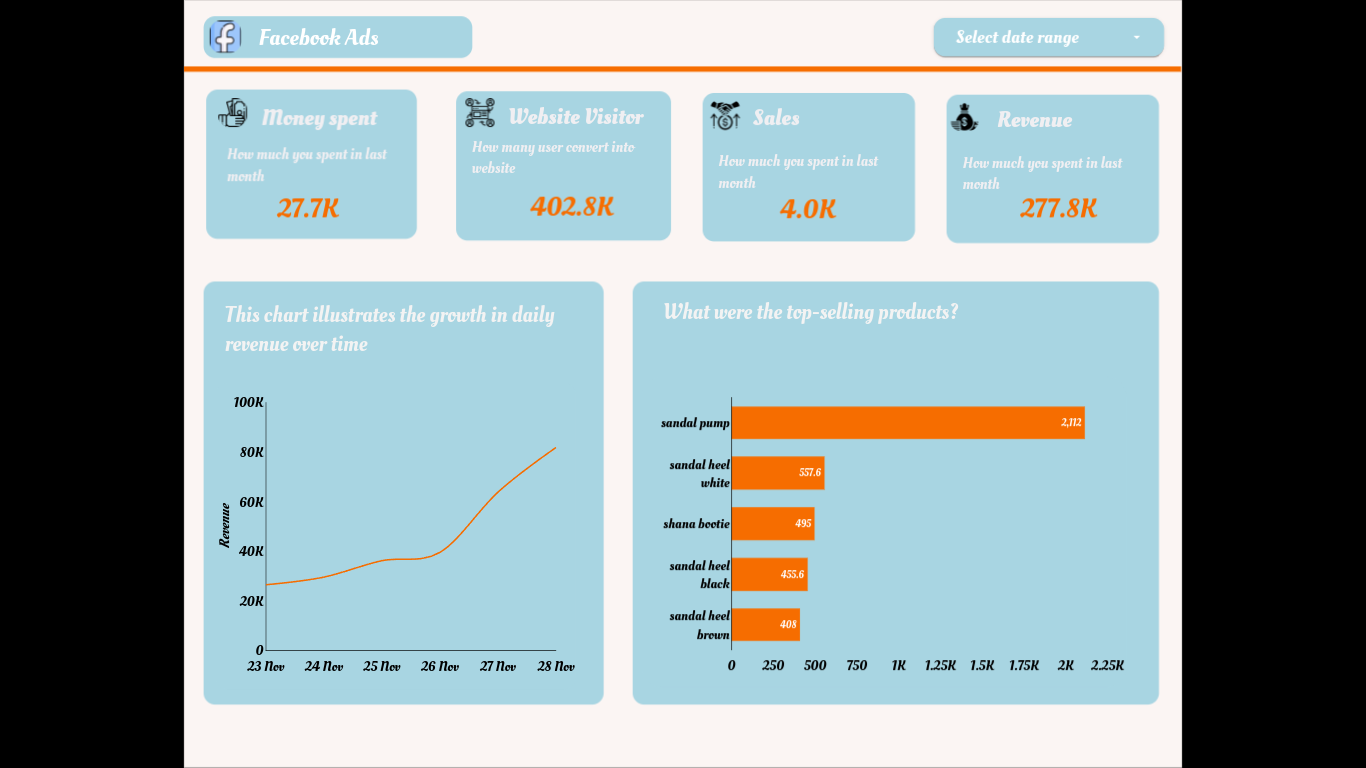 Facebook Ads
Select date range
Money spent
How much you spent in last
month
27.7K
Website Visitor
How many user convert into
website
402.8K
Sales
How much you spent in last
month
4.0K
Revenue
How much you spent in last
month
277.8K
This chart illustrates the growth in daily
revenue over time
Revenue
100K
80K
60K
40K
20K
0
23 Nov 24 Nov 25 Nov 26 Nov 27 Nov 28 Nov
What were the top-selling products?
sandal pump
2,112
sandal heel
white
557.6
shana bootie
495
sandal heel
black
455.6
sandal heel
brown
408
0 250 500 750 1K 1.25K 1.5K 1.75K 2K 2.25K